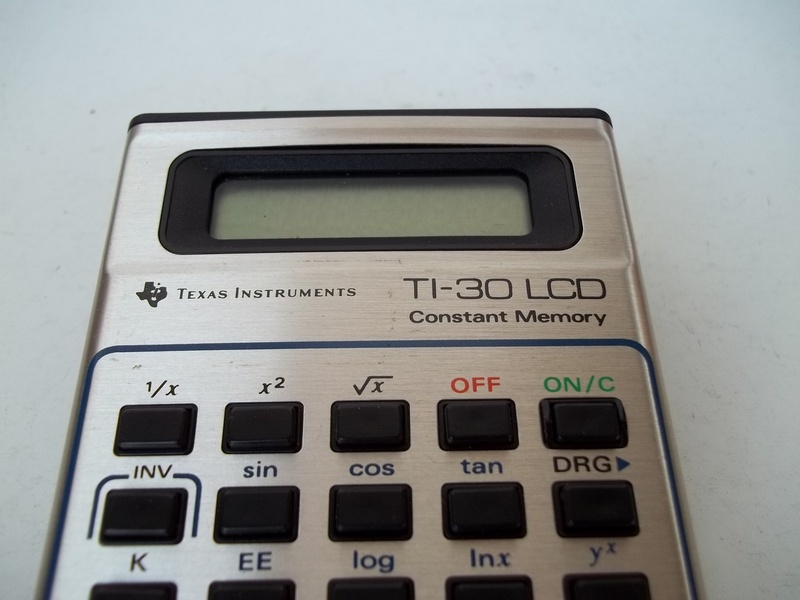 TEXAS INSTRUMENTS TI-30 LCD
Constant Memory
1/x x² √x OFF ON/C
INV sin cos tan DRG▶
K EE log lnx yˣ